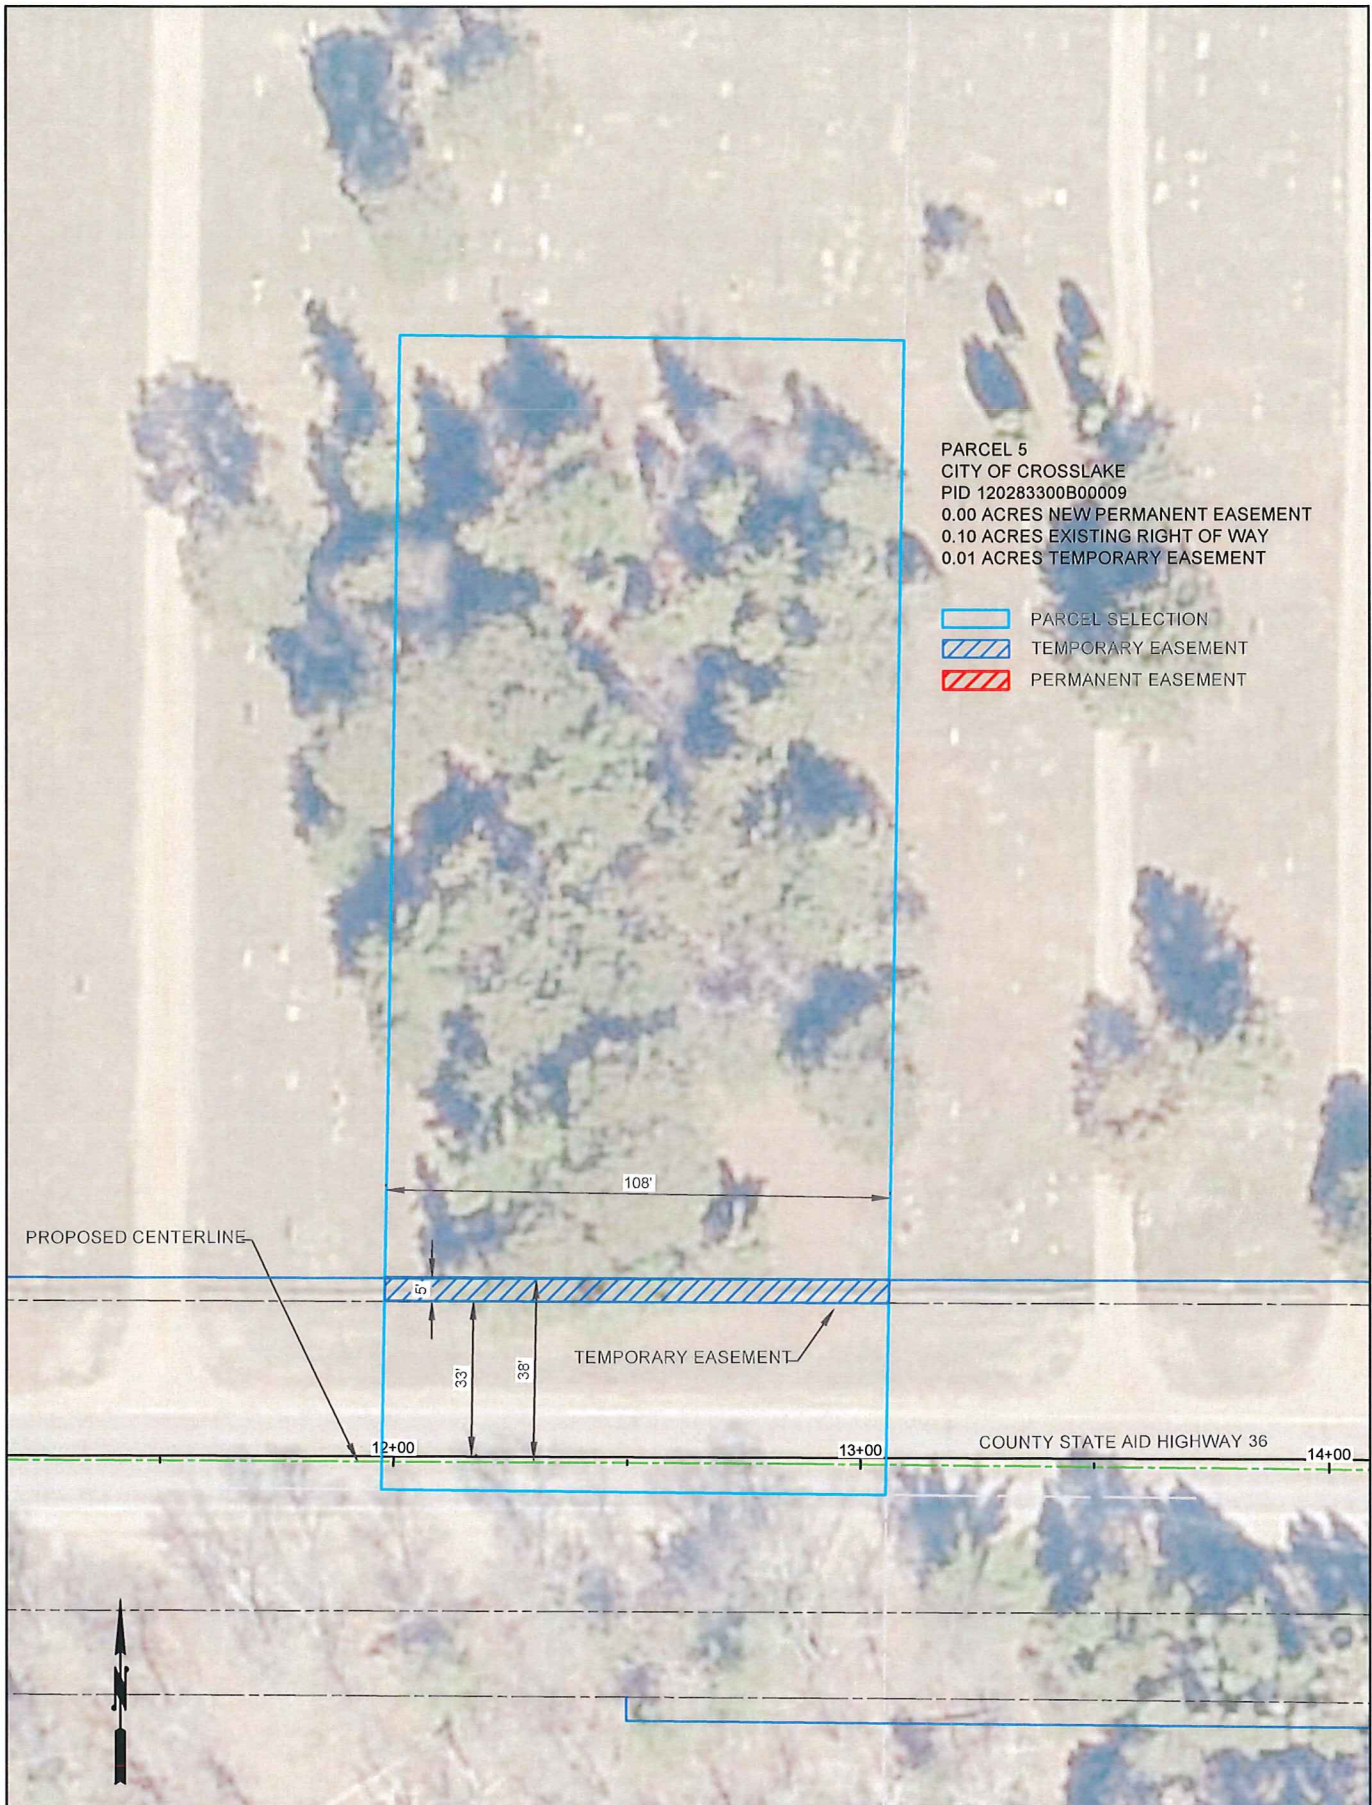 PARCEL 5
CITY OF CROSSLAKE
PID 120283300B00009
0.00 ACRES NEW PERMANENT EASEMENT
0.10 ACRES EXISTING RIGHT OF WAY
0.01 ACRES TEMPORARY EASEMENT
PARCEL SELECTION
TEMPORARY EASEMENT
PERMANENT EASEMENT
108'
PROPOSED CENTERLINE
5'
TEMPORARY EASEMENT
33'
38'
12+00
13+00
COUNTY STATE AID HIGHWAY 36
14+00
N